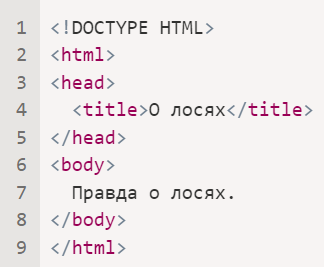 1 <!DOCTYPE HTML>
2 <html>
3 <head>
4   <title>О лосях</title>
5 </head>
6 <body>
7   Правда о лосях.
8 </body>
9 </html>